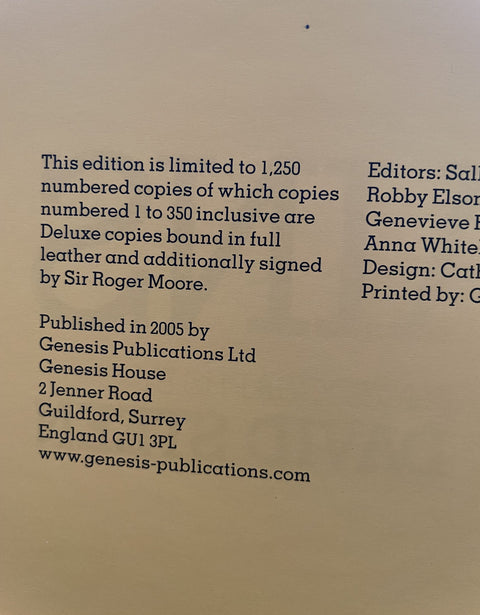 This edition is limited to 1,250
numbered copies of which copies
numbered 1 to 350 inclusive are
Deluxe copies bound in full
leather and additionally signed
by Sir Roger Moore.
Published in 2005 by
Genesis Publications Ltd
Genesis House
2 Jenner Road
Guildford, Surrey
England GU1 3PL
www.genesis-publications.com
Editors:
Robby
Genevieve
Anna
Design:
Printed by: